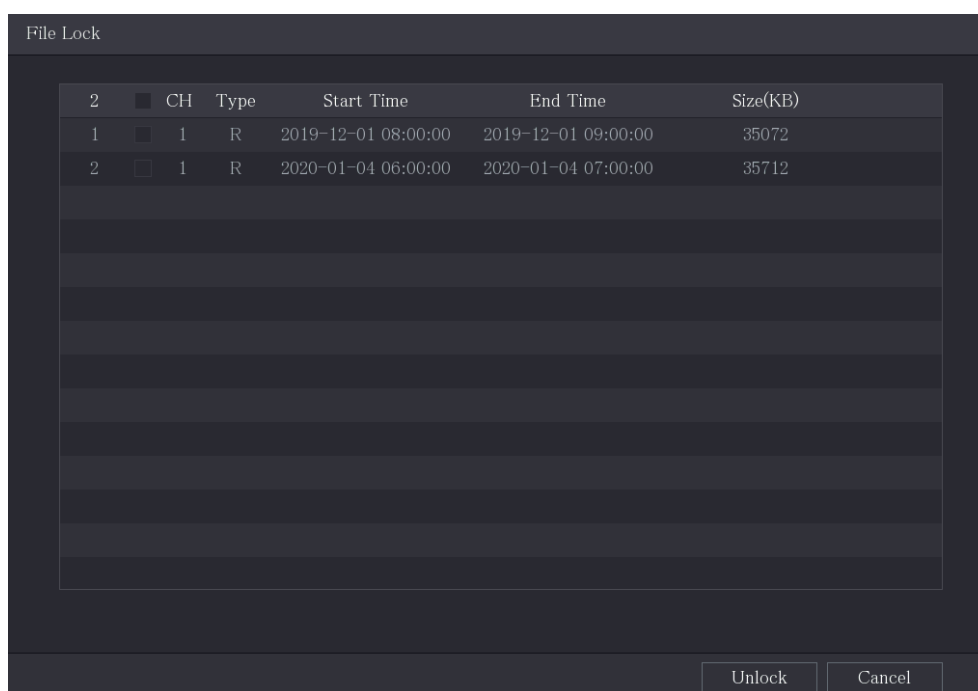 File Lock
2 CH Type Start Time End Time Size(KB)
1 1 R 2019-12-01 08:00:00 2019-12-01 09:00:00 35072
2 1 R 2020-01-04 06:00:00 2020-01-04 07:00:00 35712
Unlock Cancel